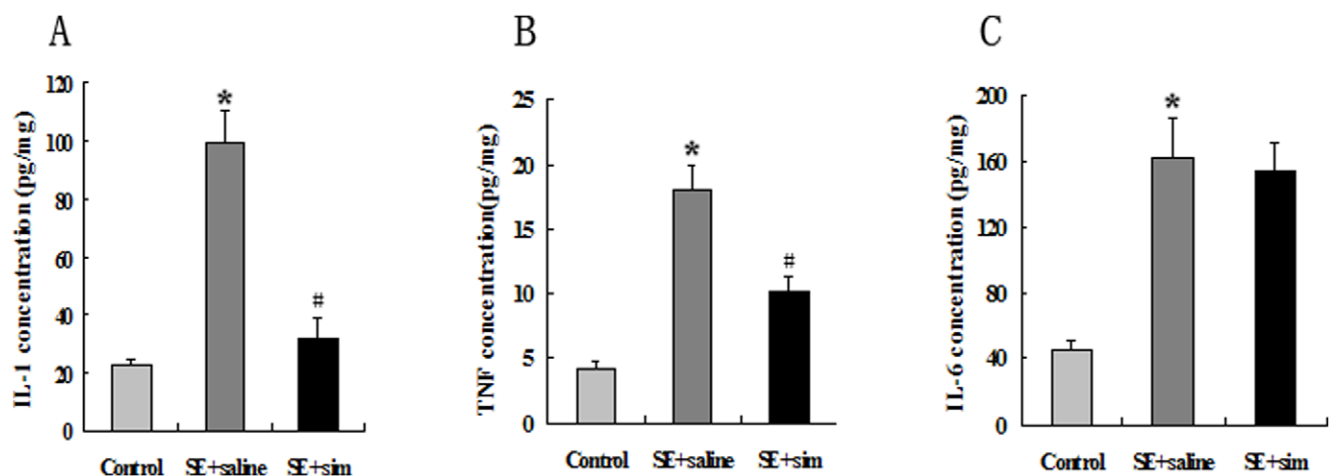 A
IL-1 concentration (pg/mg)
120
100
80
60
40
20
0
*
#
Control SE+saline SE+sim
B
TNF concentration(pg/mg)
25
20
15
10
5
0
*
#
Control SE+saline SE+sim
C
IL-6 concentration (pg/mg)
200
160
120
80
40
0
*
Control SE+saline SE+sim